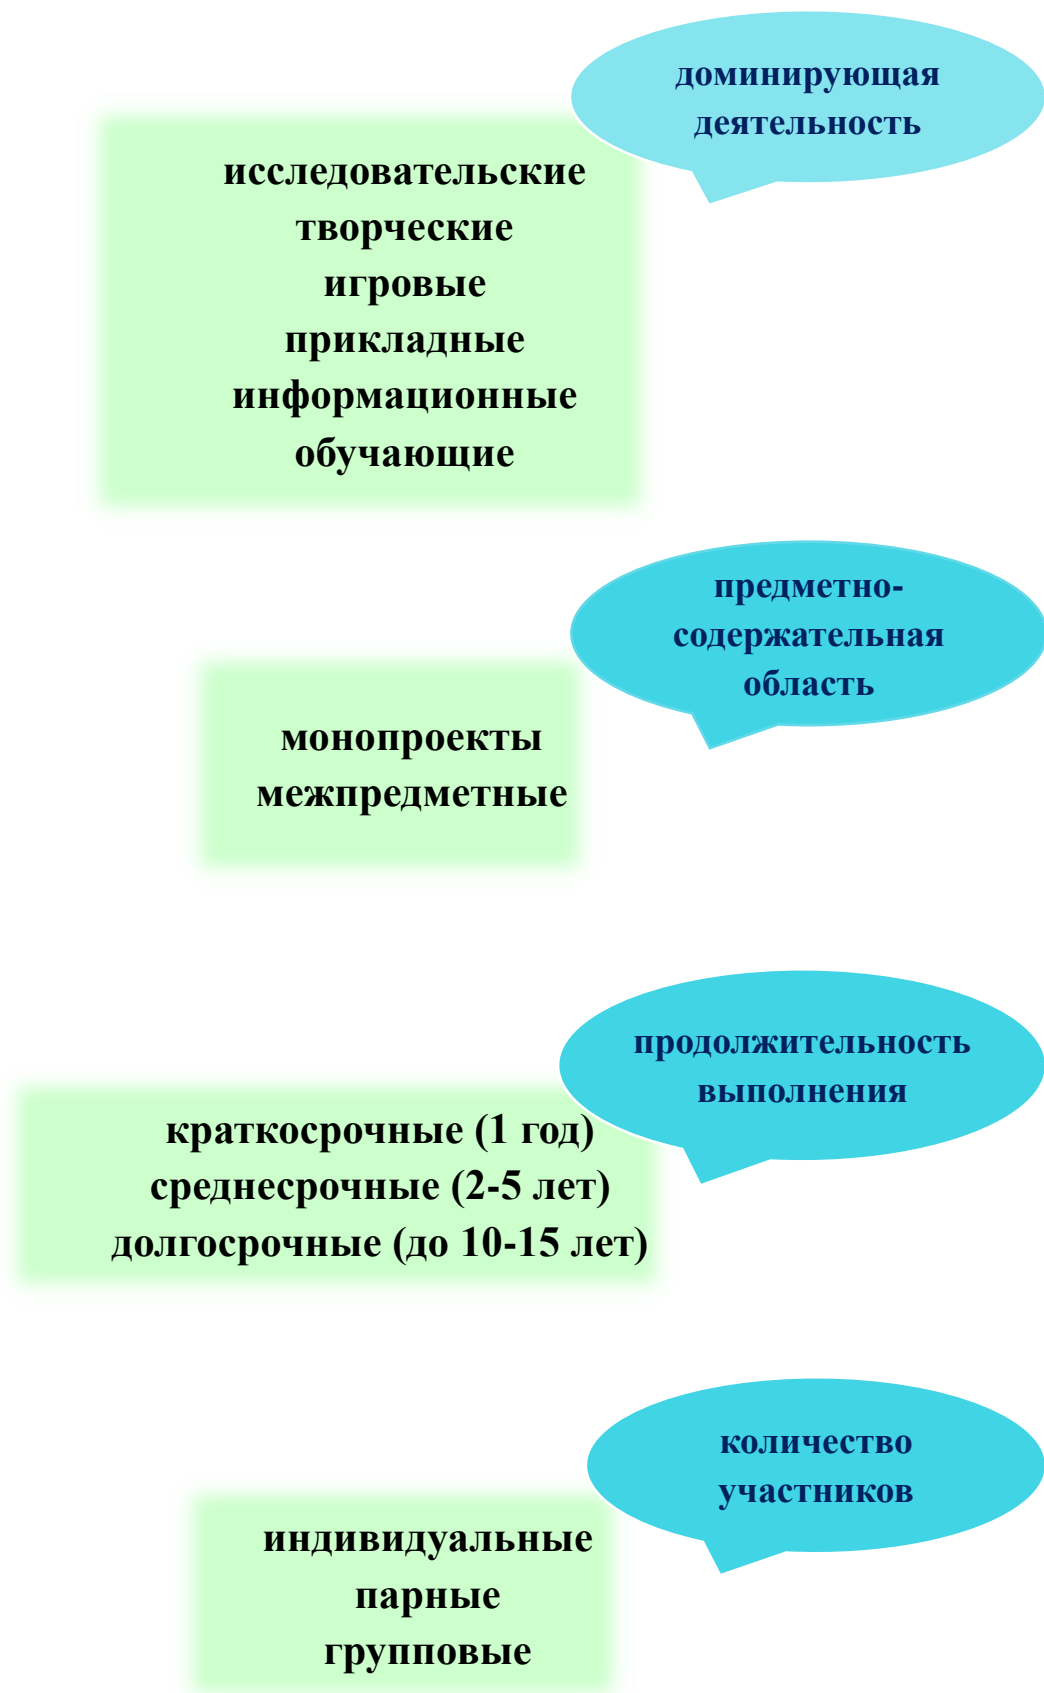 доминирующая
деятельность
исследовательские
творческие
игровые
прикладные
информационные
обучающие
предметно-
содержательная
область
монопроекты
межпредметные
продолжительность
выполнения
краткосрочные (1 год)
среднесрочные (2-5 лет)
долгосрочные (до 10-15 лет)
количество
участников
индивидуальные
парные
групповые